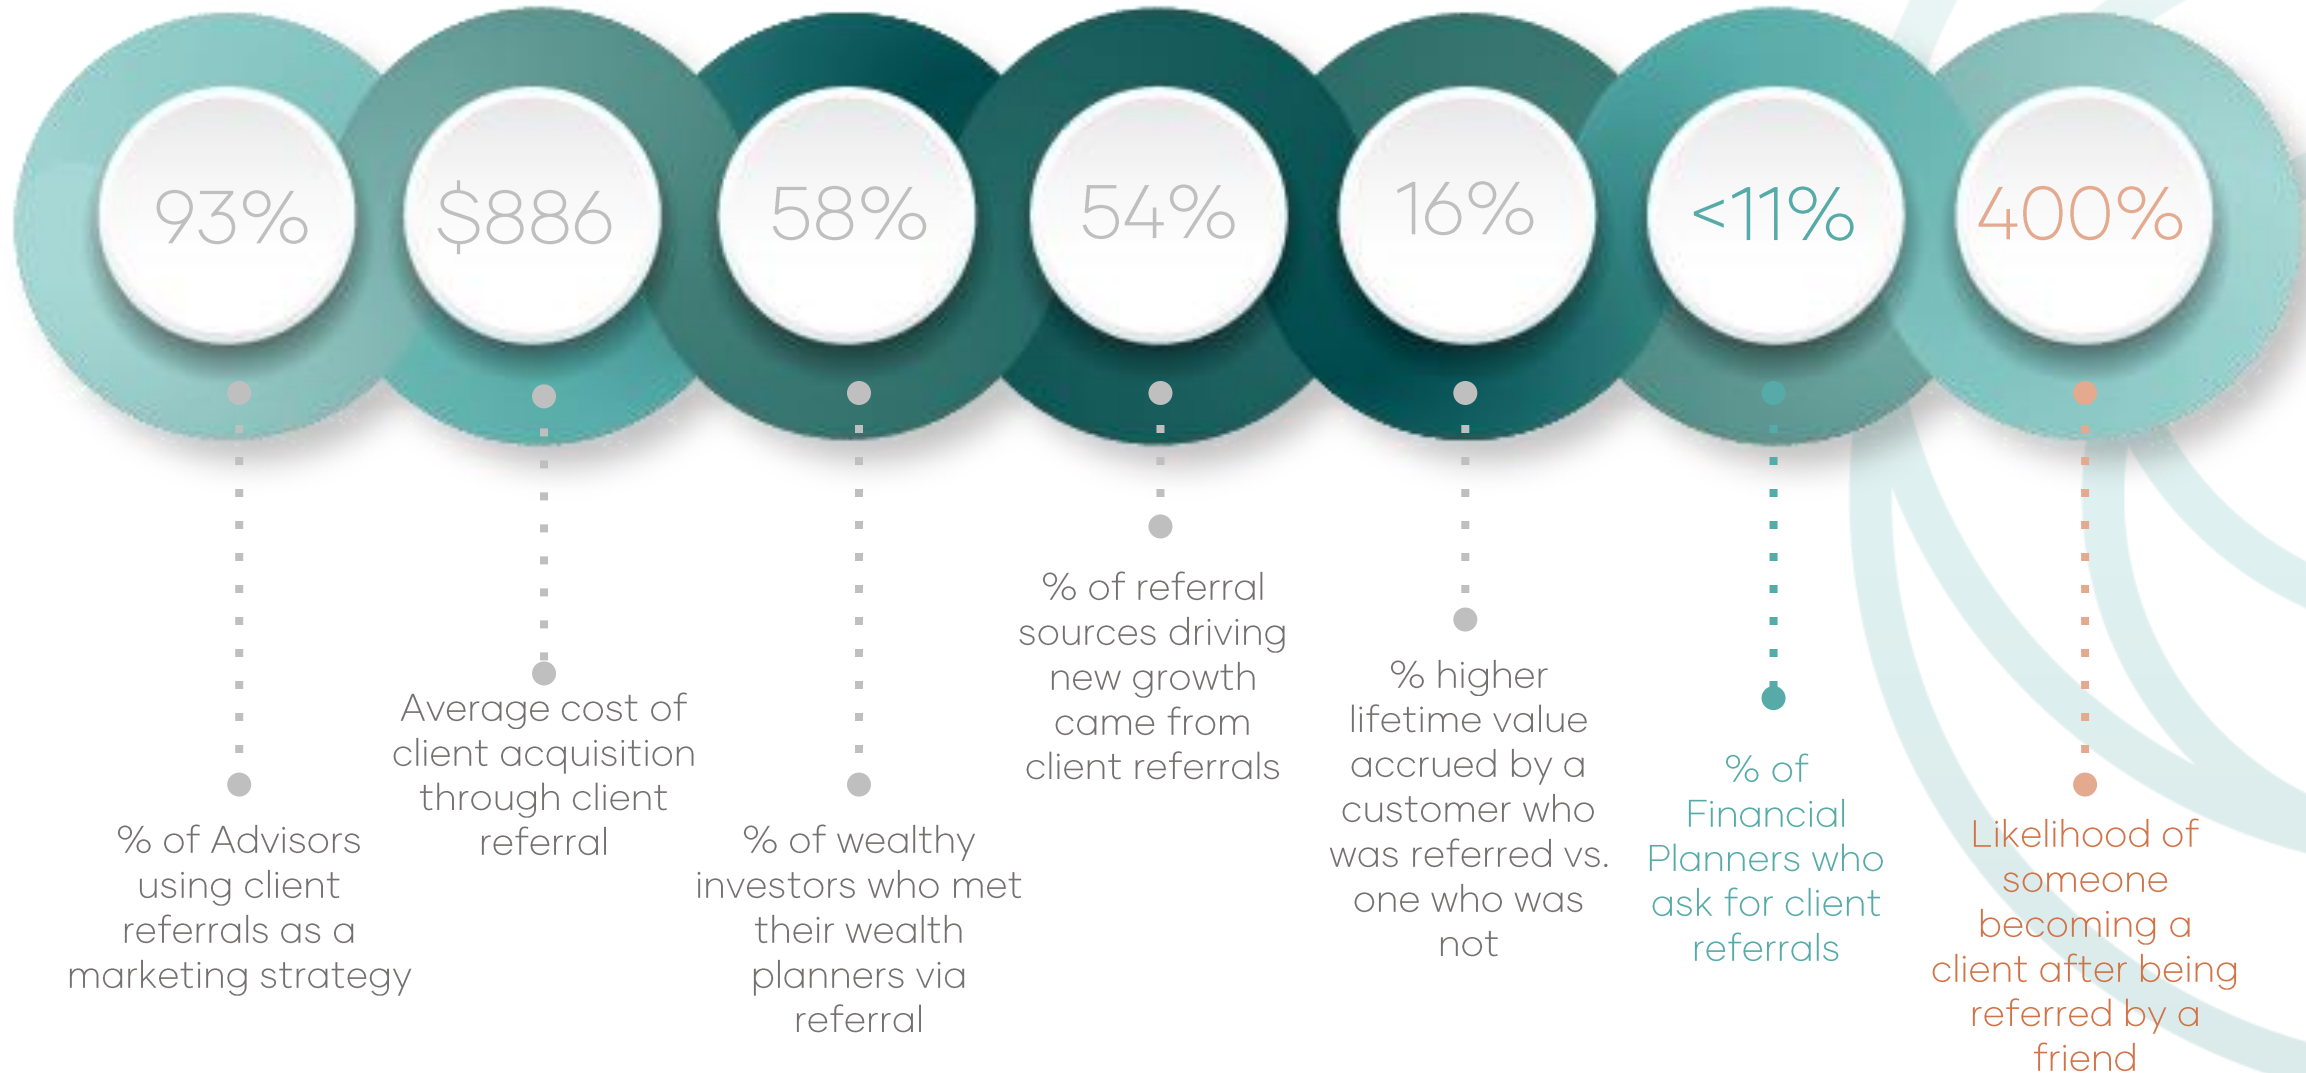 93%
$886
58%
54%
16%
<11%
400%
% of Advisors
using client
referrals as a
marketing strategy
Average cost of
client acquisition
through client
referral
% of wealthy
investors who met
their wealth
planners via
referral
% of referral
sources driving
new growth
came from
client referrals
% higher
lifetime value
accrued by a
customer who
was referred vs.
one who was
not
% of
Financial
Planners who
ask for client
referrals
Likelihood of
someone
becoming a
client after being
referred by a
friend